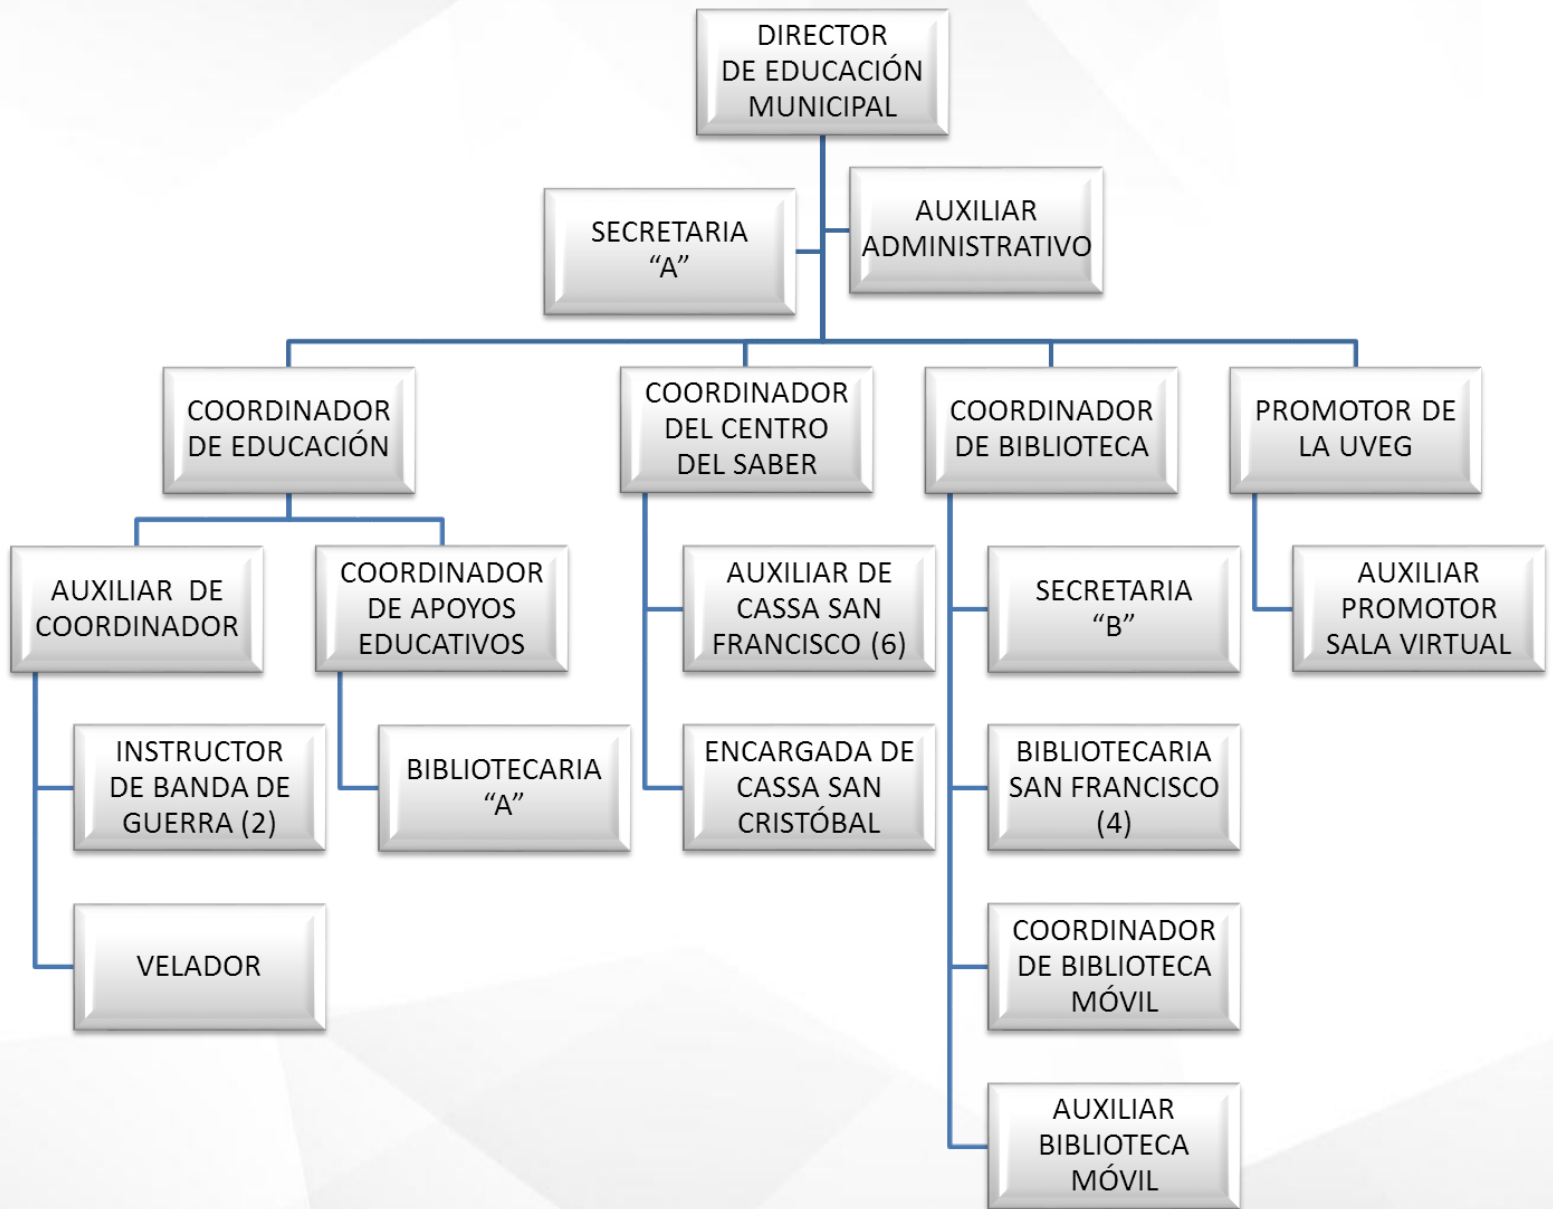 DIRECTOR
DE EDUCACIÓN
MUNICIPAL
SECRETARIA
“A”
AUXILIAR
ADMINISTRATIVO
COORDINADOR
DE EDUCACIÓN
COORDINADOR
DEL CENTRO
DEL SABER
COORDINADOR
DE BIBLIOTECA
PROMOTOR DE
LA UVEG
AUXILIAR DE
COORDINADOR
COORDINADOR
DE APOYOS
EDUCATIVOS
AUXILIAR DE
CASSA SAN
FRANCISCO (6)
SECRETARIA
“B”
AUXILIAR
PROMOTOR
SALA VIRTUAL
INSTRUCTOR
DE BANDA DE
GUERRA (2)
BIBLIOTECARIA
“A”
ENCARGADA DE
CASSA SAN
CRISTÓBAL
BIBLIOTECARIA
SAN FRANCISCO
(4)
VELADOR
COORDINADOR
DE BIBLIOTECA
MÓVIL
AUXILIAR
BIBLIOTECA
MÓVIL